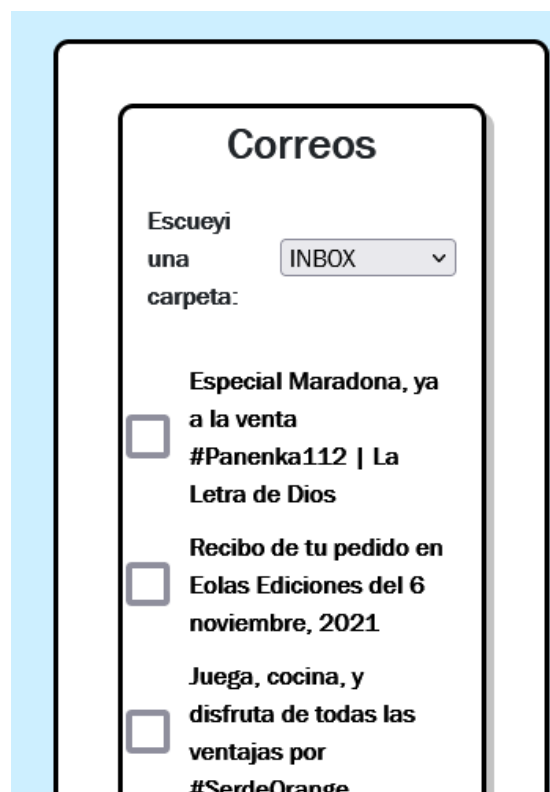 Correos
Escueyi
una
carpeta:
INBOX
Especial Maradona, ya
a la venta
#Panenka112 | La
Letra de Dios
Recibo de tu pedido en
Eolas Ediciones del 6
noviembre, 2021
Juega, cocina, y
disfruta de todas las
ventajas por
#SerdeOrange